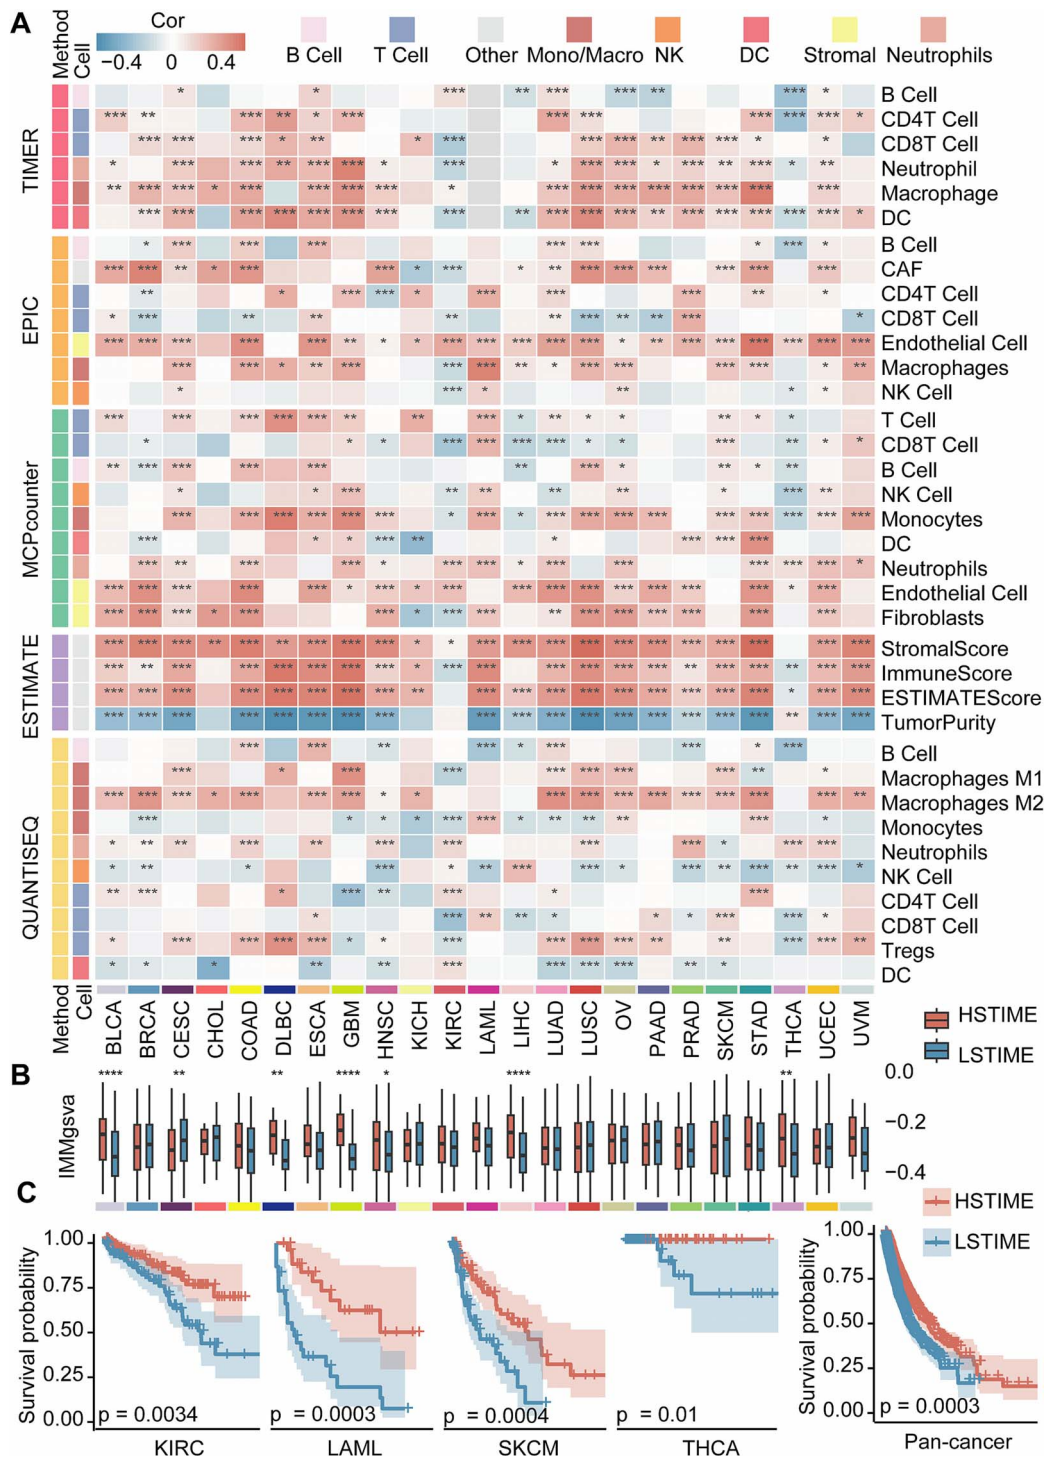 A
Cor
−0.4 0 0.4
B Cell
T Cell
Other
Mono/Macro
NK
DC
Stromal
Neutrophils
Method
Cell
TIMER
B Cell
CD4T Cell
CD8T Cell
Neutrophil
Macrophage
DC
EPIC
B Cell
CAF
CD4T Cell
CD8T Cell
Endothelial Cell
Macrophages
NK Cell
MCPcounter
T Cell
CD8T Cell
B Cell
NK Cell
Monocytes
DC
Neutrophils
Endothelial Cell
Fibroblasts
ESTIMATE
StromalScore
ImmuneScore
ESTIMATEScore
TumorPurity
QUANTISEQ
B Cell
Macrophages M1
Macrophages M2
Monocytes
Neutrophils
NK Cell
CD4T Cell
CD8T Cell
Tregs
DC
Method
Cell
BLCA
BRCA
CESC
CHOL
COAD
DLBC
ESCA
GBM
HNSC
KICH
KIRC
LAML
LIHC
LUAD
LUSC
OV
PAAD
PRAD
SKCM
STAD
THCA
UCEC
UVM
HSTIME
LSTIME
B
IMMgsva
**** ** ** **** * **** **
0.0
−0.2
−0.4
C
HSTIME
LSTIME
Survival probability
1.00
0.75
0.50
0.25
0.00
p = 0.0034
KIRC
p = 0.0003
LAML
p = 0.0004
SKCM
p = 0.01
THCA
Survival probability
1.00
0.75
0.50
0.25
0.00
p = 0.0003
Pan-cancer